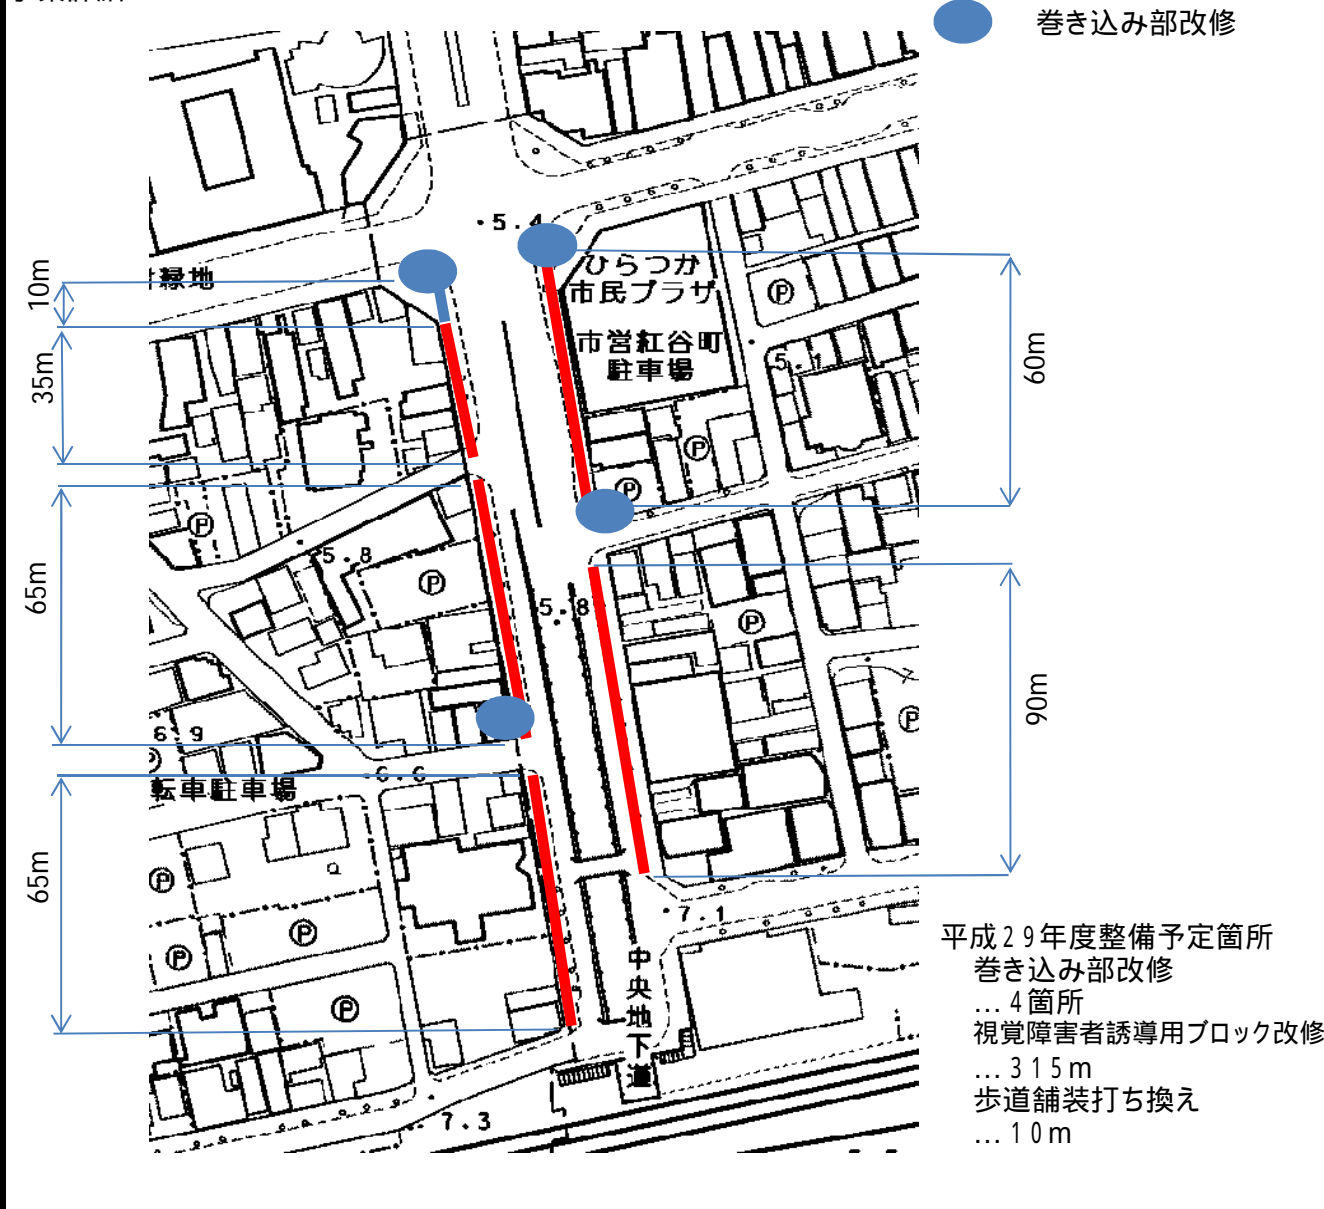 巻き込み部改修
5.4
緑地
ひらつか
市民プラザ
Ⓟ
10m
市営紅谷町
駐車場
5.1
60m
35m
Ⓟ
Ⓟ
Ⓟ
5.8
Ⓟ
65m
5.8
Ⓟ
90m
6.9
Ⓟ
6.6
転車駐車場
65m
Ⓟ
7.1
Ⓟ
Ⓟ
Ⓟ
中央地下道
7.3
平成29年度整備予定箇所
巻き込み部改修
…4箇所
視覚障害者誘導用ブロック改修
…315m
歩道舗装打ち換え
…10m